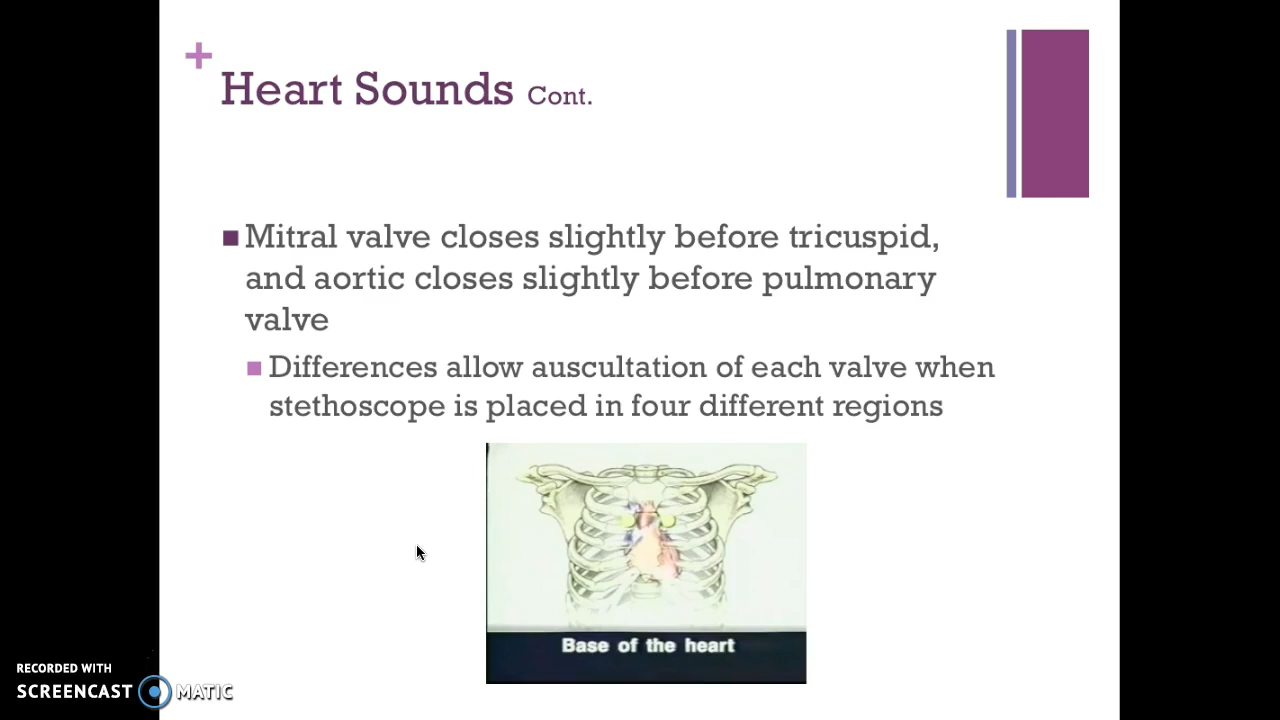 +
Heart Sounds Cont.
Mitral valve closes slightly before tricuspid,
and aortic closes slightly before pulmonary
valve
Differences allow auscultation of each valve when
stethoscope is placed in four different regions
Base of the heart
RECORDED WITH
SCREENCAST MATIC